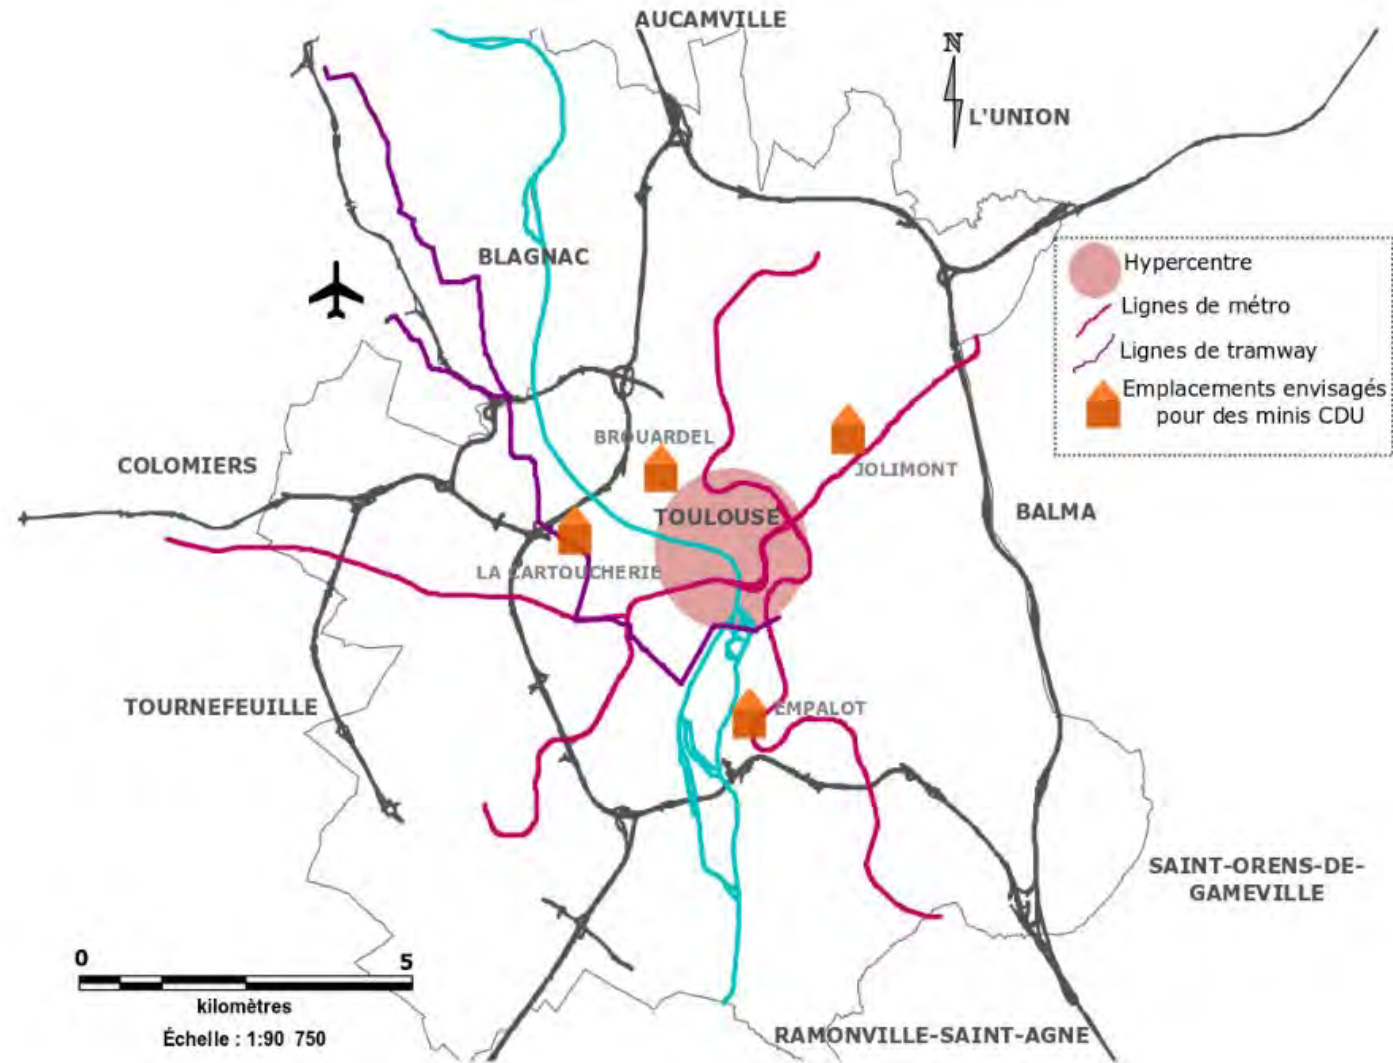 AUCAMVILLE
N
L'UNION
BLAGNAC
Hypercentre
Lignes de métro
Lignes de tramway
Emplacements envisagés
pour des minis CDU
BROUARDEL
COLOMIERS
JOLIMONT
TOULOUSE
BALMA
LA CARTOUCHERIE
TOURNEFEUILLE
EMPALOT
SAINT-ORENS-DE-
GAMEVILLE
0 5
kilomètres
Échelle : 1:90 750
RAMONVILLE-SAINT-AGNE